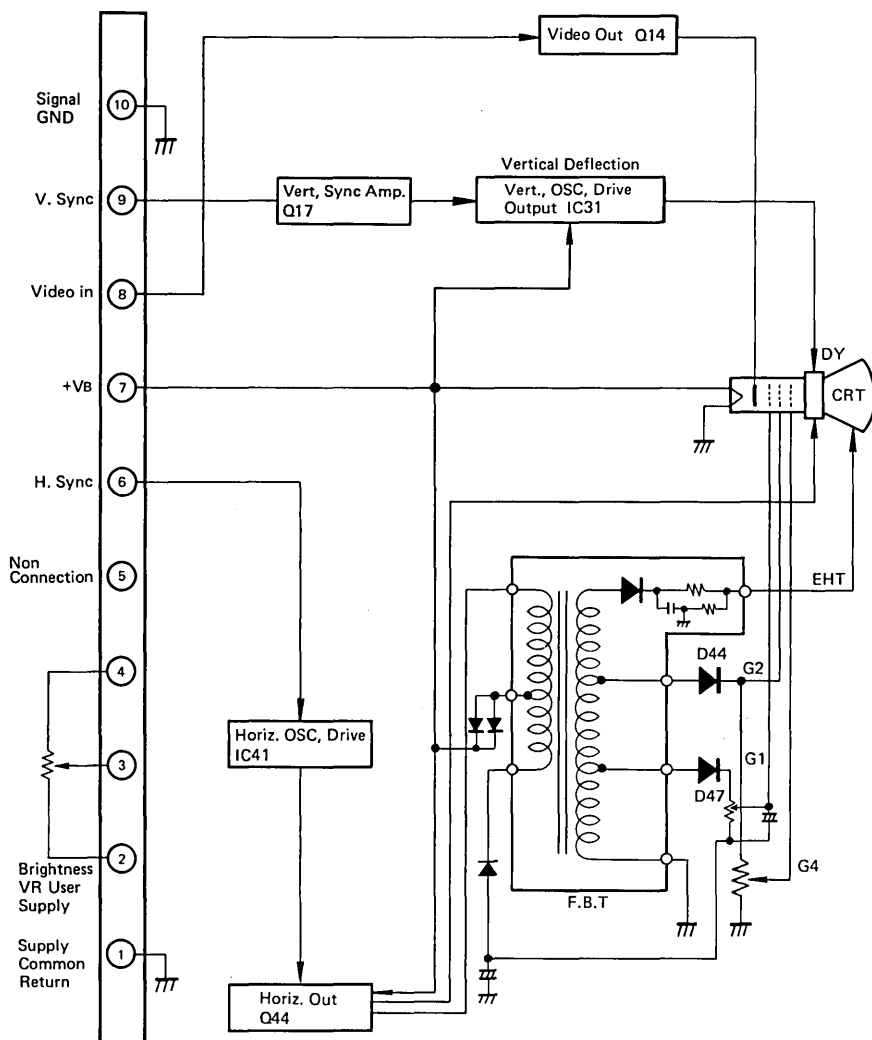 Video Out Q14
Signal
GND
10
Vertical Deflection
V. Sync
9
Vert, Sync Amp.
Q17
Vert., OSC, Drive
Output IC31
Video in
8
DY
+VB
7
CRT
H. Sync
6
Non
Connection
5
EHT
4
D44
G2
Horiz. OSC, Drive
IC41
3
G1
D47
2
Brightness
VR User
Supply
G4
F.B.T
Supply
Common
Return
1
Horiz. Out
Q44